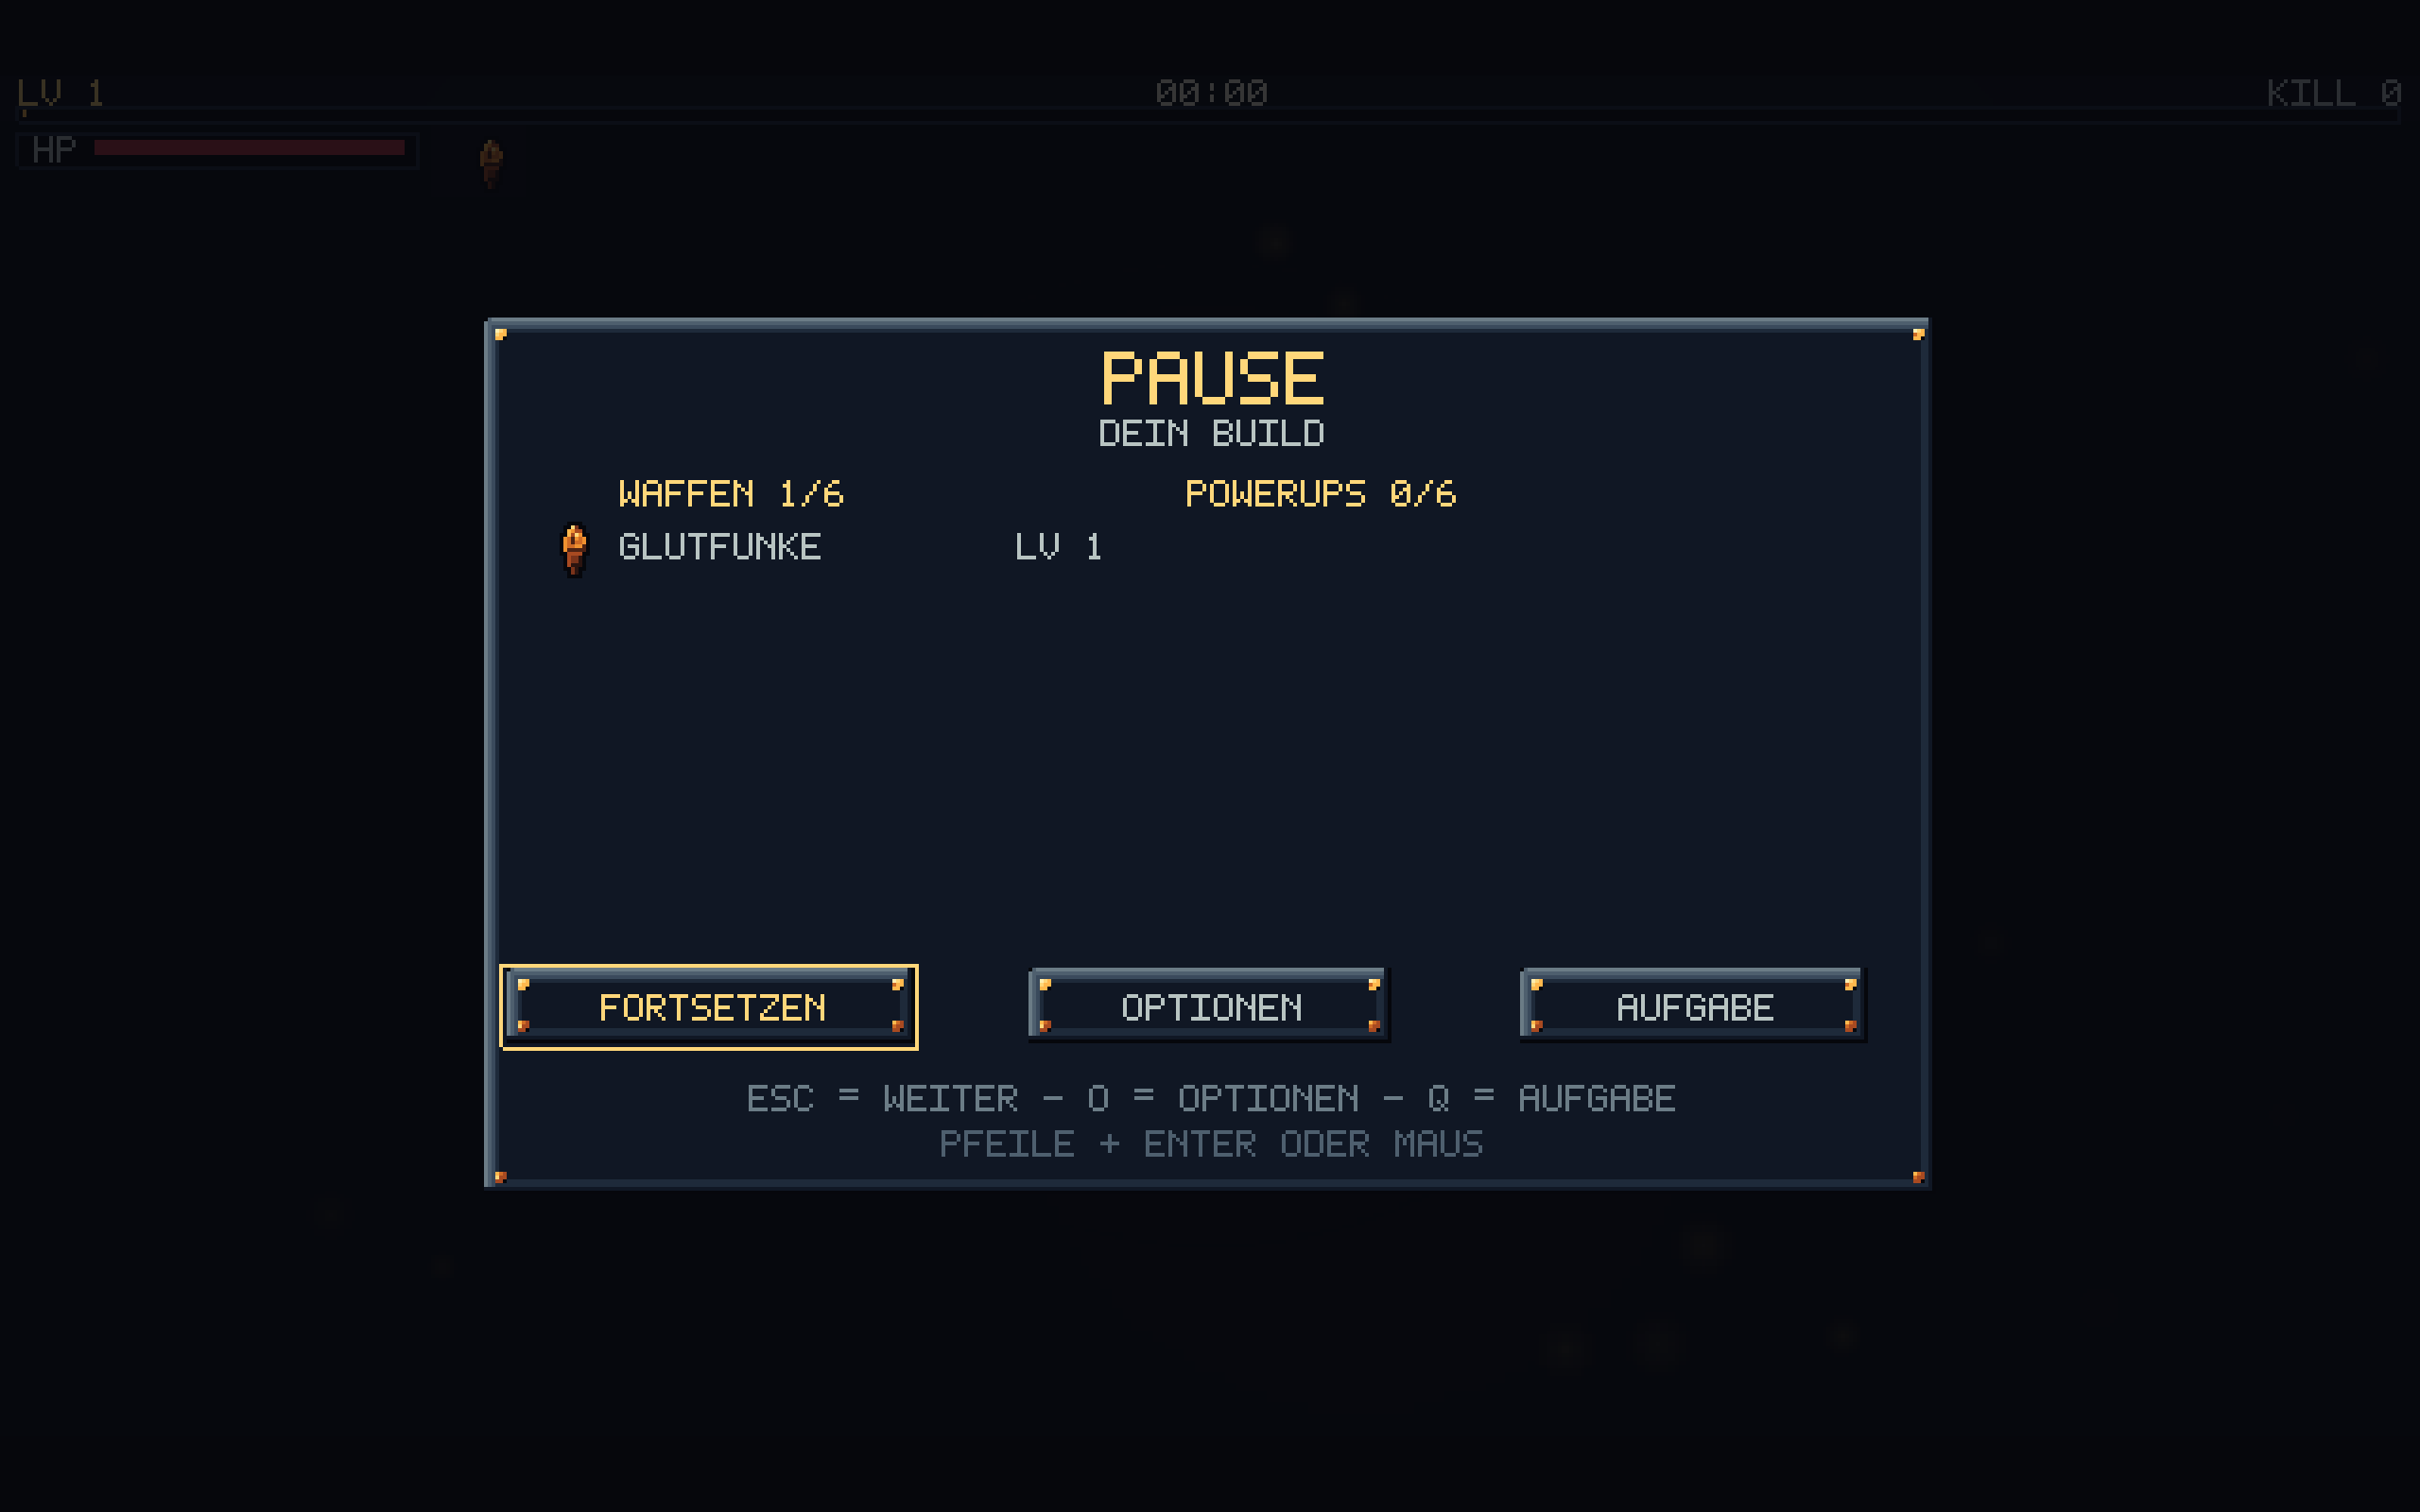 LV 1 00:00 KILL 0
HP
PAUSE
DEIN BUILD
WAFFEN 1/6 POWERUPS 0/6
GLUTFUNKE LV 1
FORTSETZEN OPTIONEN AUFGABE
ESC = WEITER - O = OPTIONEN - Q = AUFGABE
PFEILE + ENTER ODER MAUS